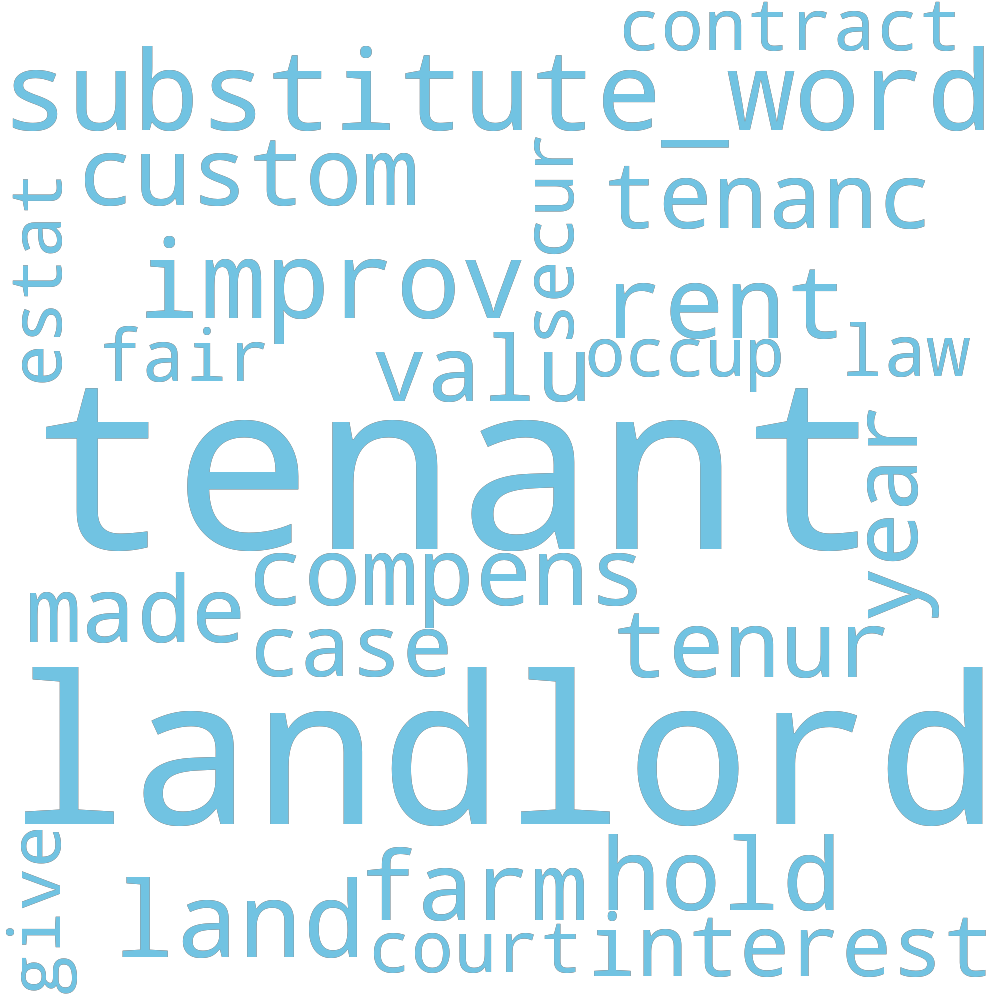 contract
substitute_word
custom
secur
tenanc
estat
improv
rent
fair
valu
occup
law
tenant
year
compens
made
case
tenur
landlord
give
land
farm
hold
court
interest